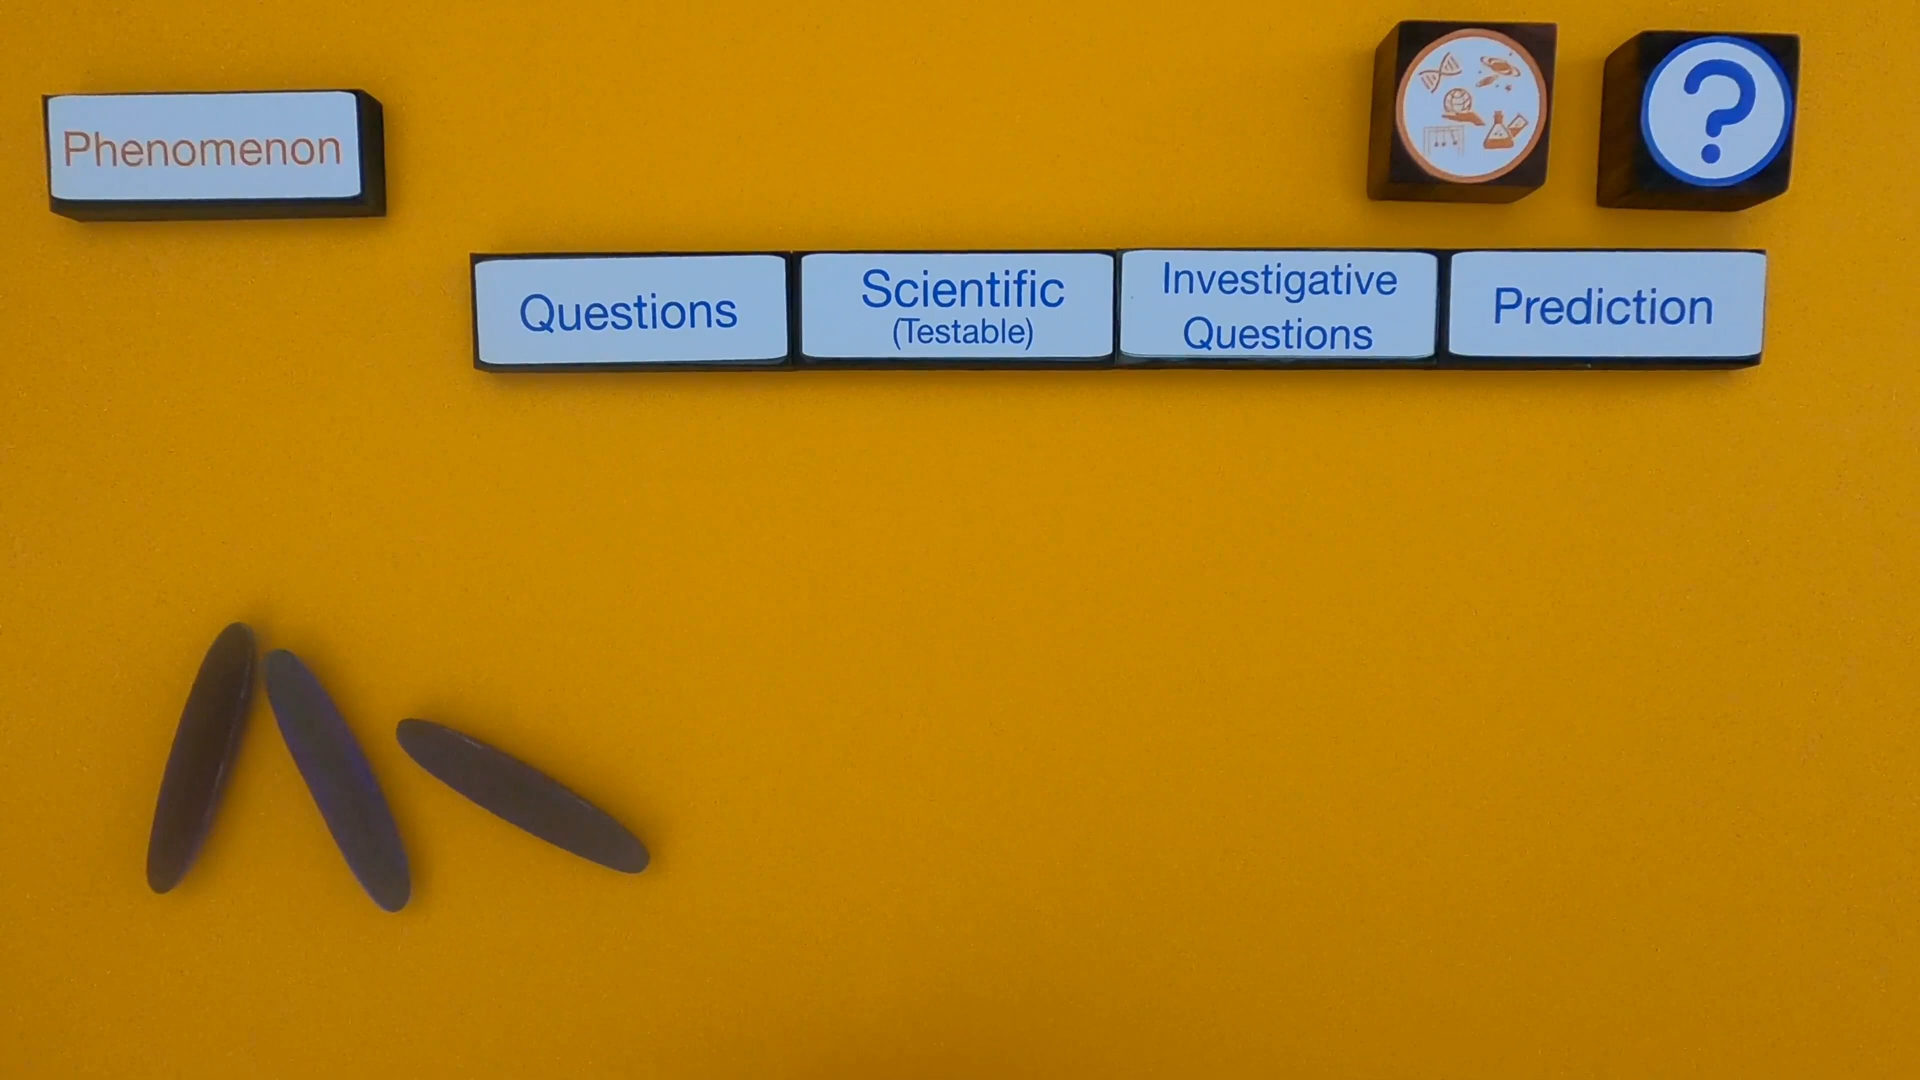 Phenomenon
?
Questions
Scientific
(Testable)
Investigative
Questions
Prediction